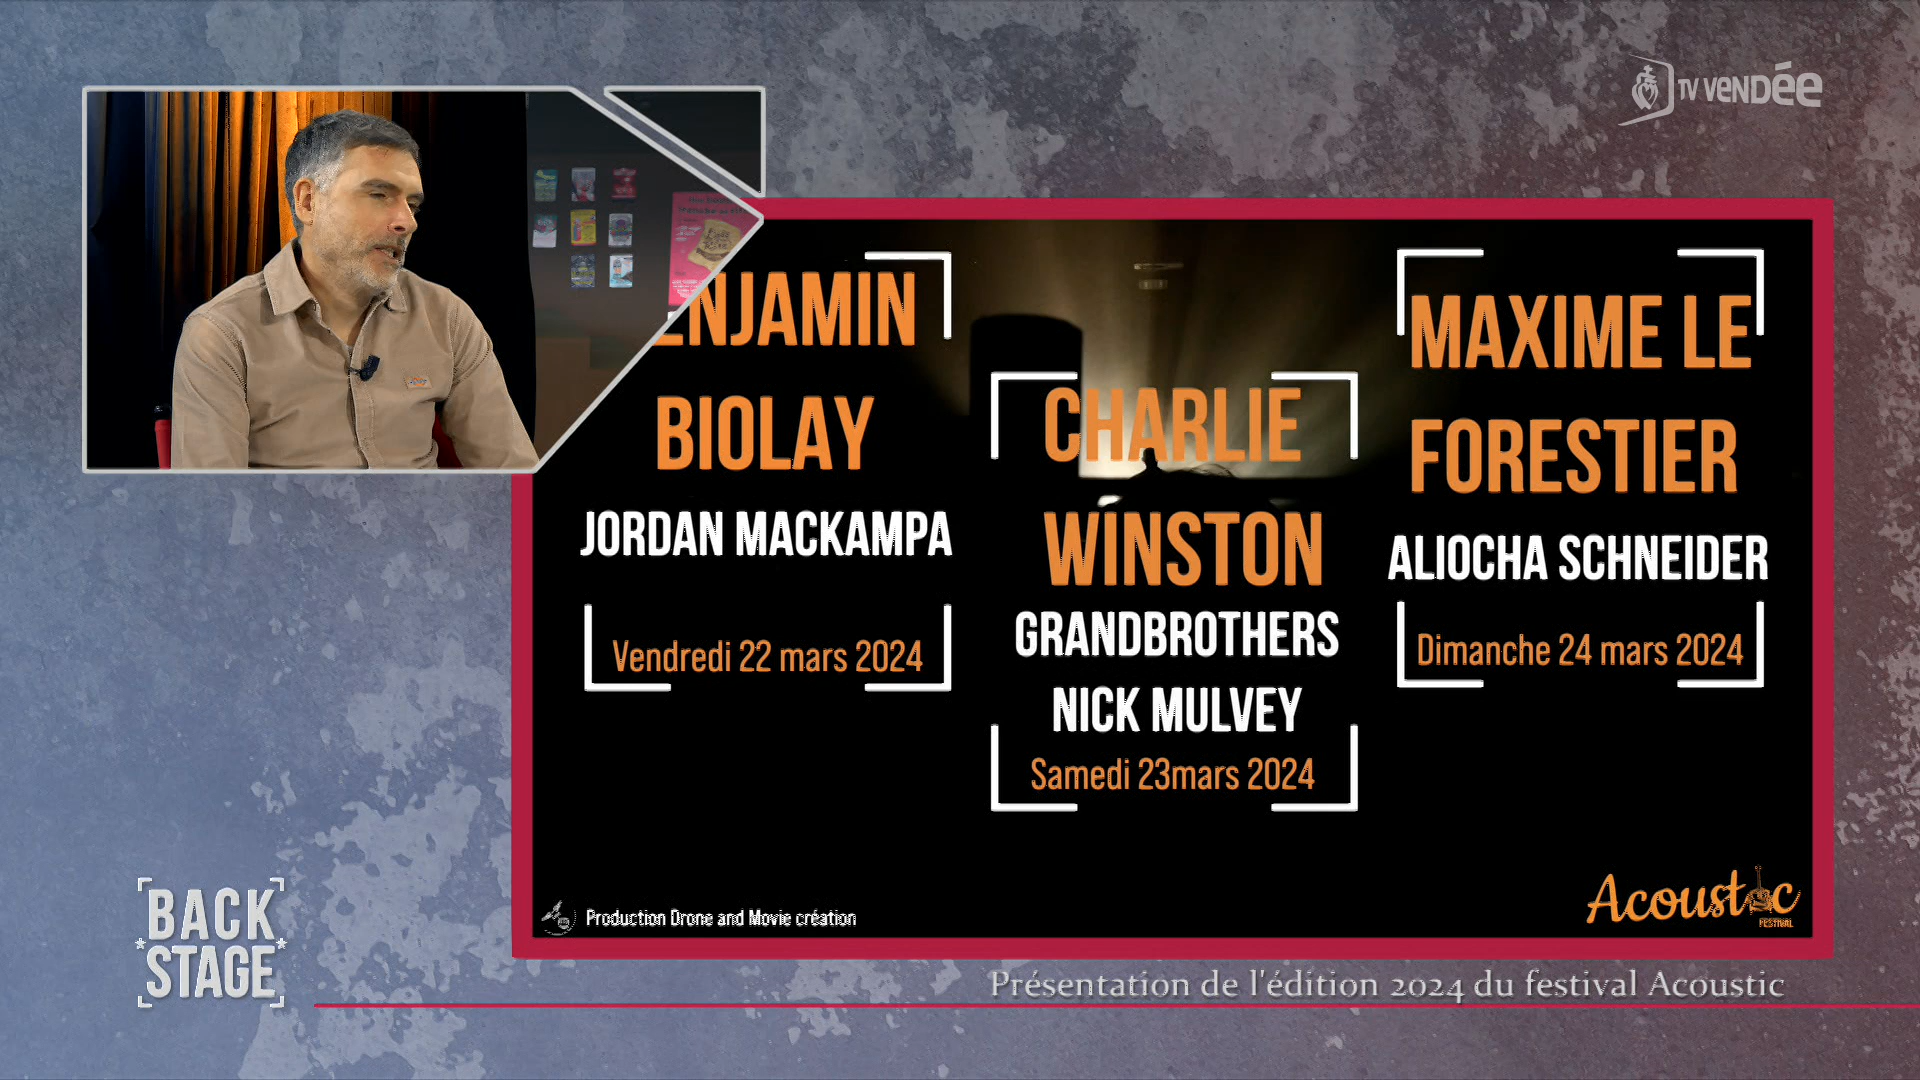 TV VENDÉE
ENJAMIN
BIOLAY
JORDAN MACKAMPA
Vendredi 22 mars 2024
CHARLIE
WINSTON
GRANDBROTHERS
NICK MULVEY
Samedi 23mars 2024
MAXIME LE
FORESTIER
ALIOCHA SCHNEIDER
Dimanche 24 mars 2024
Production Drone and Movie création
Acoustic
FESTIVAL
BACK
STAGE
Présentation de l'édition 2024 du festival Acoustic